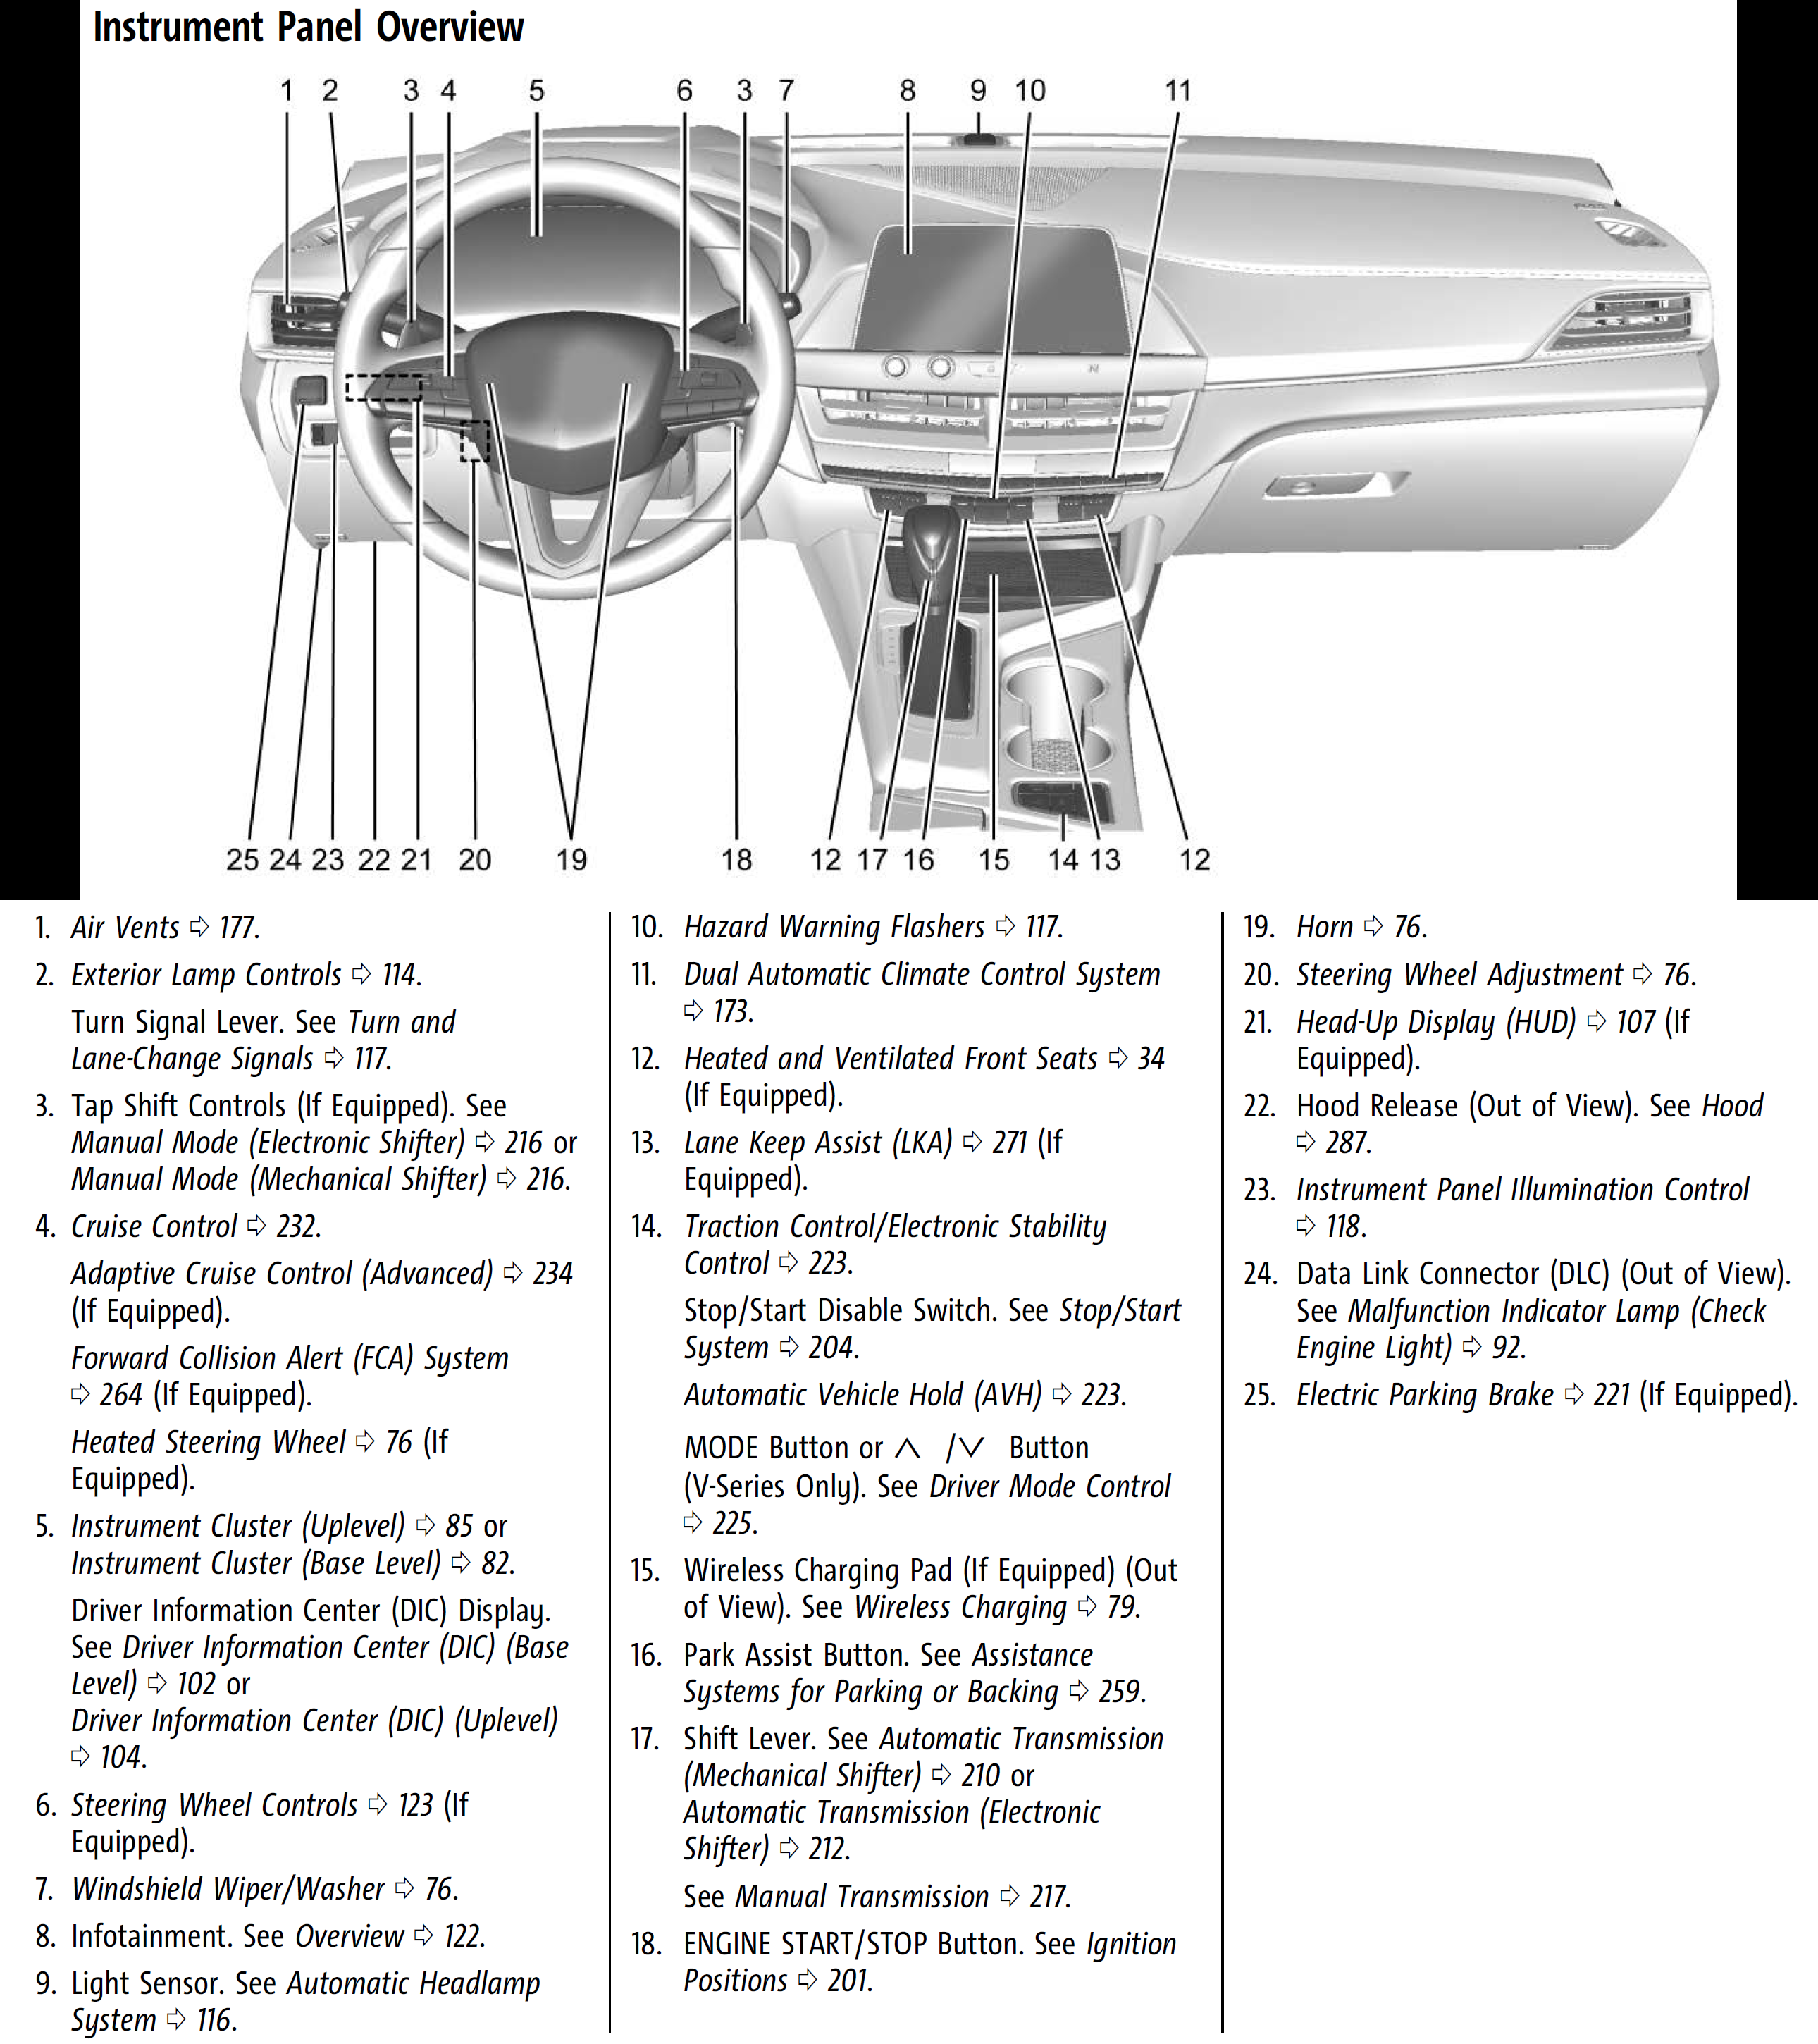 Instrument Panel Overview
1 2 3 4 5 6 3 7 8 9 10 11
25 24 23 22 21 20 19 18 12 17 16 15 14 13 12
1. Air Vents ⇨ 177.
2. Exterior Lamp Controls ⇨ 114.
Turn Signal Lever. See Turn and
Lane-Change Signals ⇨ 117.
3. Tap Shift Controls (If Equipped). See
Manual Mode (Electronic Shifter) ⇨ 216 or
Manual Mode (Mechanical Shifter) ⇨ 216.
4. Cruise Control ⇨ 232.
Adaptive Cruise Control (Advanced) ⇨ 234
(If Equipped).
Forward Collision Alert (FCA) System
⇨ 264 (If Equipped).
Heated Steering Wheel ⇨ 76 (If
Equipped).
5. Instrument Cluster (Uplevel) ⇨ 85 or
Instrument Cluster (Base Level) ⇨ 82.
Driver Information Center (DIC) Display.
See Driver Information Center (DIC) (Base
Level) ⇨ 102 or
Driver Information Center (DIC) (Uplevel)
⇨ 104.
6. Steering Wheel Controls ⇨ 123 (If
Equipped).
7. Windshield Wiper/Washer ⇨ 76.
8. Infotainment. See Overview ⇨ 122.
9. Light Sensor. See Automatic Headlamp
System ⇨ 116.
10. Hazard Warning Flashers ⇨ 117.
11. Dual Automatic Climate Control System
⇨ 173.
12. Heated and Ventilated Front Seats ⇨ 34
(If Equipped).
13. Lane Keep Assist (LKA) ⇨ 271 (If
Equipped).
14. Traction Control/Electronic Stability
Control ⇨ 223.
Stop/Start Disable Switch. See Stop/Start
System ⇨ 204.
Automatic Vehicle Hold (AVH) ⇨ 223.
MODE Button or ∧ /∨ Button
(V-Series Only). See Driver Mode Control
⇨ 225.
15. Wireless Charging Pad (If Equipped) (Out
of View). See Wireless Charging ⇨ 79.
16. Park Assist Button. See Assistance
Systems for Parking or Backing ⇨ 259.
17. Shift Lever. See Automatic Transmission
(Mechanical Shifter) ⇨ 210 or
Automatic Transmission (Electronic
Shifter) ⇨ 212.
See Manual Transmission ⇨ 217.
18. ENGINE START/STOP Button. See Ignition
Positions ⇨ 201.
19. Horn ⇨ 76.
20. Steering Wheel Adjustment ⇨ 76.
21. Head-Up Display (HUD) ⇨ 107 (If
Equipped).
22. Hood Release (Out of View). See Hood
⇨ 287.
23. Instrument Panel Illumination Control
⇨ 118.
24. Data Link Connector (DLC) (Out of View).
See Malfunction Indicator Lamp (Check
Engine Light) ⇨ 92.
25. Electric Parking Brake ⇨ 221 (If Equipped).